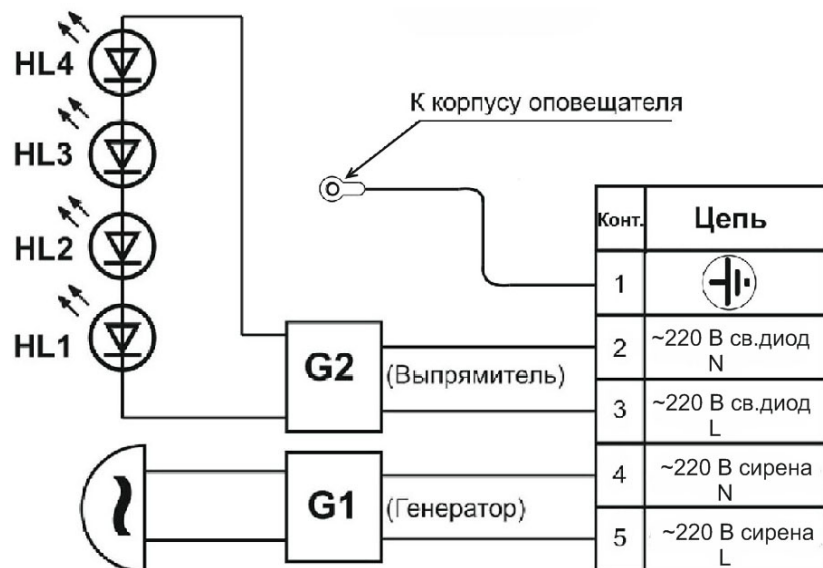 HL4
HL3
HL2
HL1
К корпусу оповещателя
G2
(Выпрямитель)
~
G1
(Генератор)
Конт. Цепь
1
2 ~220 В св.диод
N
3 ~220 В св.диод
L
4 ~220 В сирена
N
5 ~220 В сирена
L